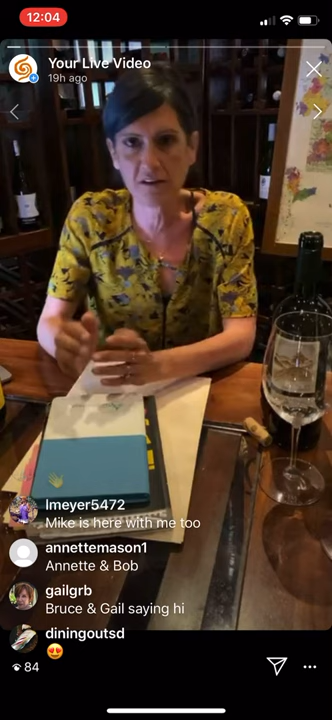 12:04
Your Live Video
19h ago
lmeyer5472
Mike is here with me too
annettemason1
Annette & Bob
gailgrb
Bruce & Gail saying hi
diningoutsd
😍
84